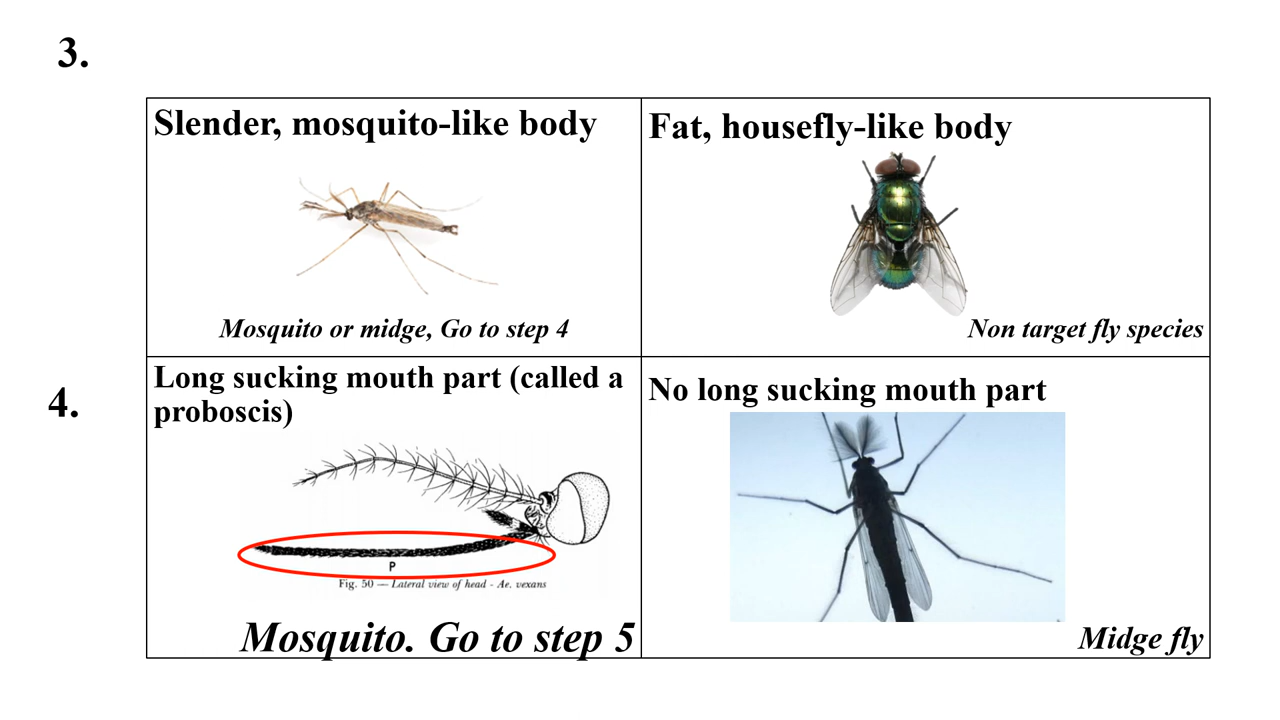 3.
Slender, mosquito-like body
Fat, housefly-like body
Mosquito or midge, Go to step 4
Non target fly species
4.
Long sucking mouth part (called a
proboscis)
No long sucking mouth part
P
Fig. 50 — Lateral view of head - Ae. vexans
Mosquito. Go to step 5
Midge fly